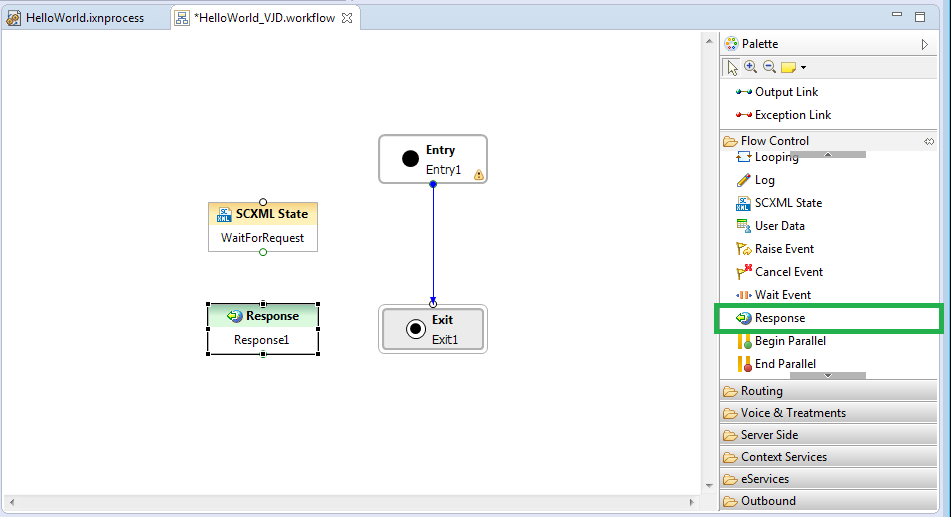 HelloWorld.ixnprocess
*HelloWorld_VJD.workflow
Entry
Entry1
SCXML State
WaitForRequest
Response
Response1
Exit
Exit1
Palette
Output Link
Exception Link
Flow Control
Looping
Log
SCXML State
User Data
Raise Event
Cancel Event
Wait Event
Response
Begin Parallel
End Parallel
Routing
Voice & Treatments
Server Side
Context Services
eServices
Outbound